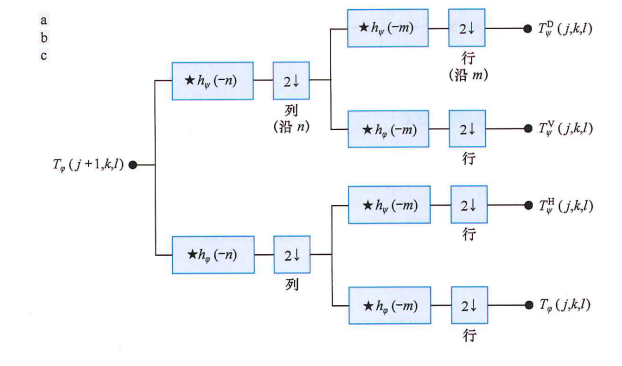 a
b
c
★h_ψ(−m)
2↓
T_ψ^D(j,k,l)
行
(沿 m)
★h_ψ(−n)
2↓
列
(沿 n)
★h_φ(−m)
2↓
T_ψ^V(j,k,l)
行
T_φ(j+1,k,l)
★h_ψ(−m)
2↓
T_ψ^H(j,k,l)
行
★h_φ(−n)
2↓
列
★h_φ(−m)
2↓
T_φ(j,k,l)
行